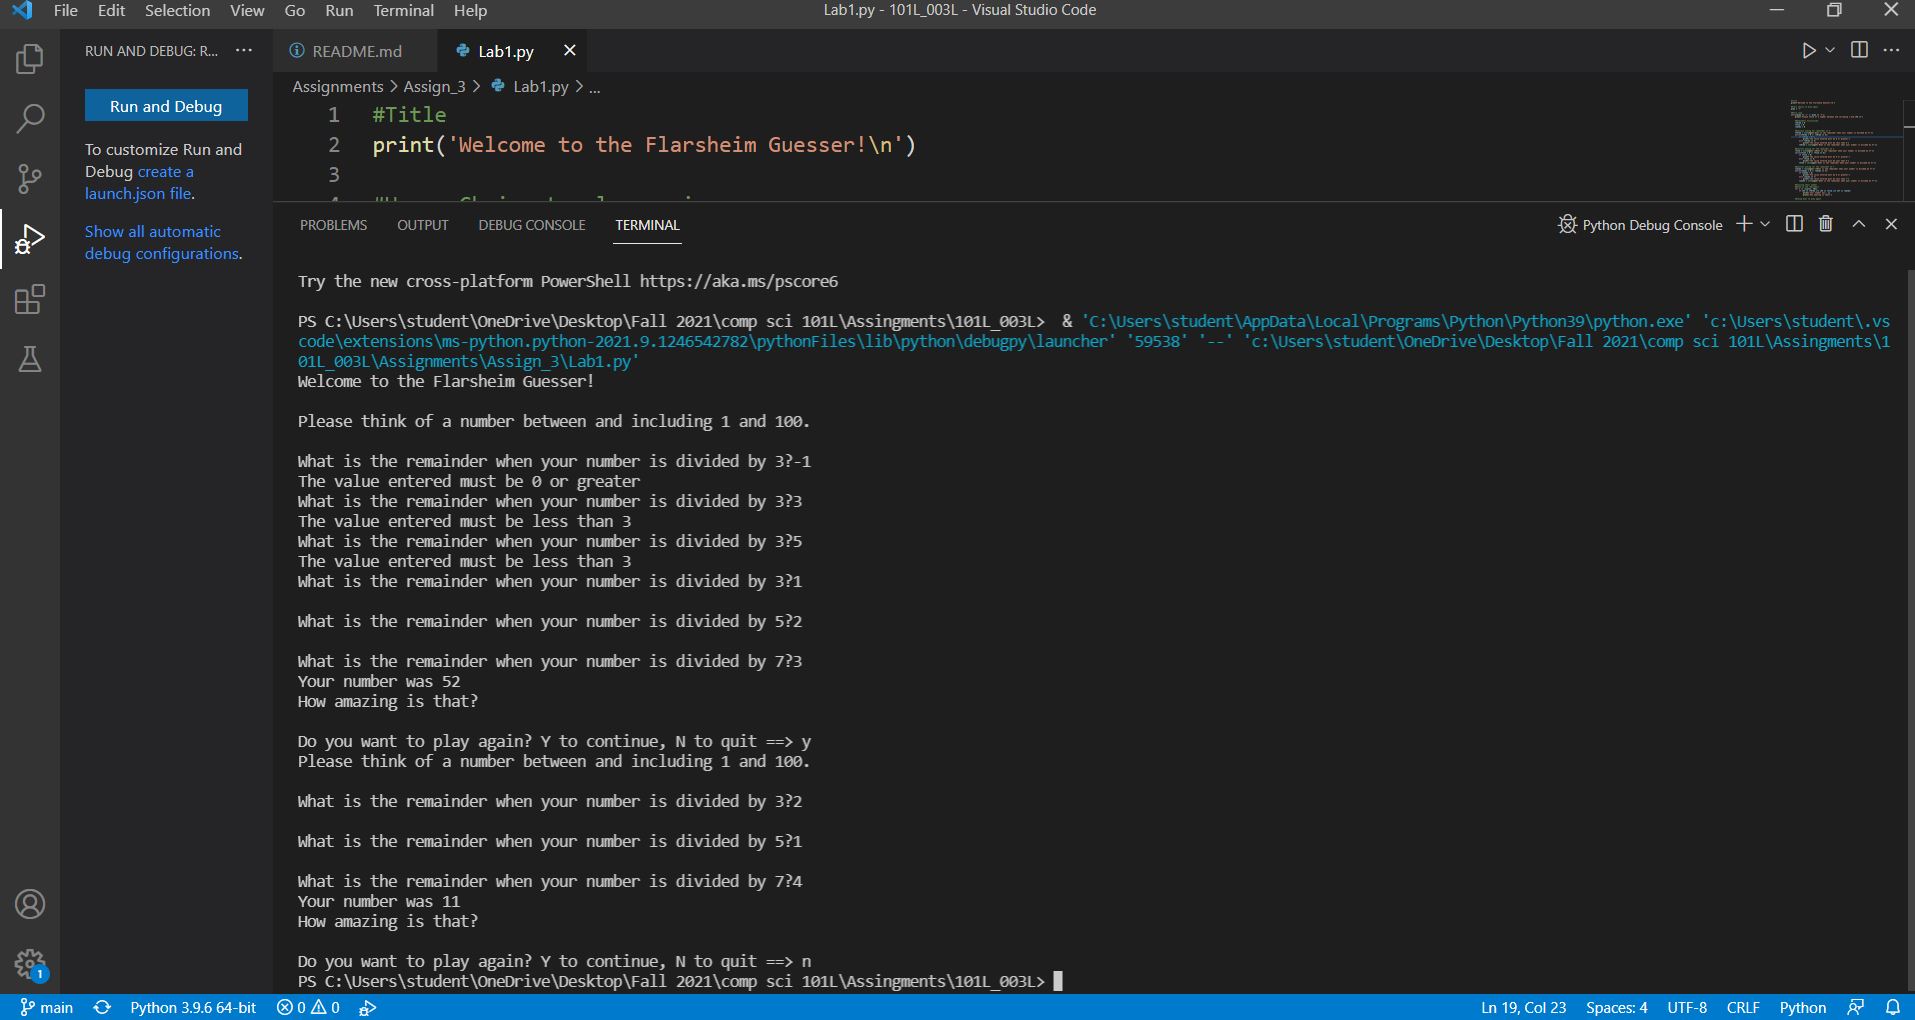 File Edit Selection View Go Run Terminal Help
Lab1.py - 101L_003L - Visual Studio Code
RUN AND DEBUG: R... ...
README.md
Lab1.py
Run and Debug
To customize Run and
Debug create a
launch.json file.
Show all automatic
debug configurations.
Assignments > Assign_3 > Lab1.py > ...
1 #Title
2 print('Welcome to the Flarsheim Guesser!\n')
3
PROBLEMS OUTPUT DEBUG CONSOLE TERMINAL
Python Debug Console
Try the new cross-platform PowerShell https://aka.ms/pscore6
PS C:\Users\student\OneDrive\Desktop\Fall 2021\comp sci 101L\Assingments\101L_003L>  & 'C:\Users\student\AppData\Local\Programs\Python\Python39\python.exe' 'c:\Users\student\.vs
code\extensions\ms-python.python-2021.9.1246542782\pythonFiles\lib\python\debugpy\launcher' '59538' '--' 'c:\Users\student\OneDrive\Desktop\Fall 2021\comp sci 101L\Assingments\1
01L_003L\Assignments\Assign_3\Lab1.py'
Welcome to the Flarsheim Guesser!
Please think of a number between and including 1 and 100.
What is the remainder when your number is divided by 3?-1
The value entered must be 0 or greater
What is the remainder when your number is divided by 3?3
The value entered must be less than 3
What is the remainder when your number is divided by 3?5
The value entered must be less than 3
What is the remainder when your number is divided by 3?1
What is the remainder when your number is divided by 5?2
What is the remainder when your number is divided by 7?3
Your number was 52
How amazing is that?
Do you want to play again? Y to continue, N to quit ==> y
Please think of a number between and including 1 and 100.
What is the remainder when your number is divided by 3?2
What is the remainder when your number is divided by 5?1
What is the remainder when your number is divided by 7?4
Your number was 11
How amazing is that?
Do you want to play again? Y to continue, N to quit ==> n
PS C:\Users\student\OneDrive\Desktop\Fall 2021\comp sci 101L\Assingments\101L_003L>
1
main Python 3.9.6 64-bit 0 0 Ln 19, Col 23 Spaces: 4 UTF-8 CRLF Python